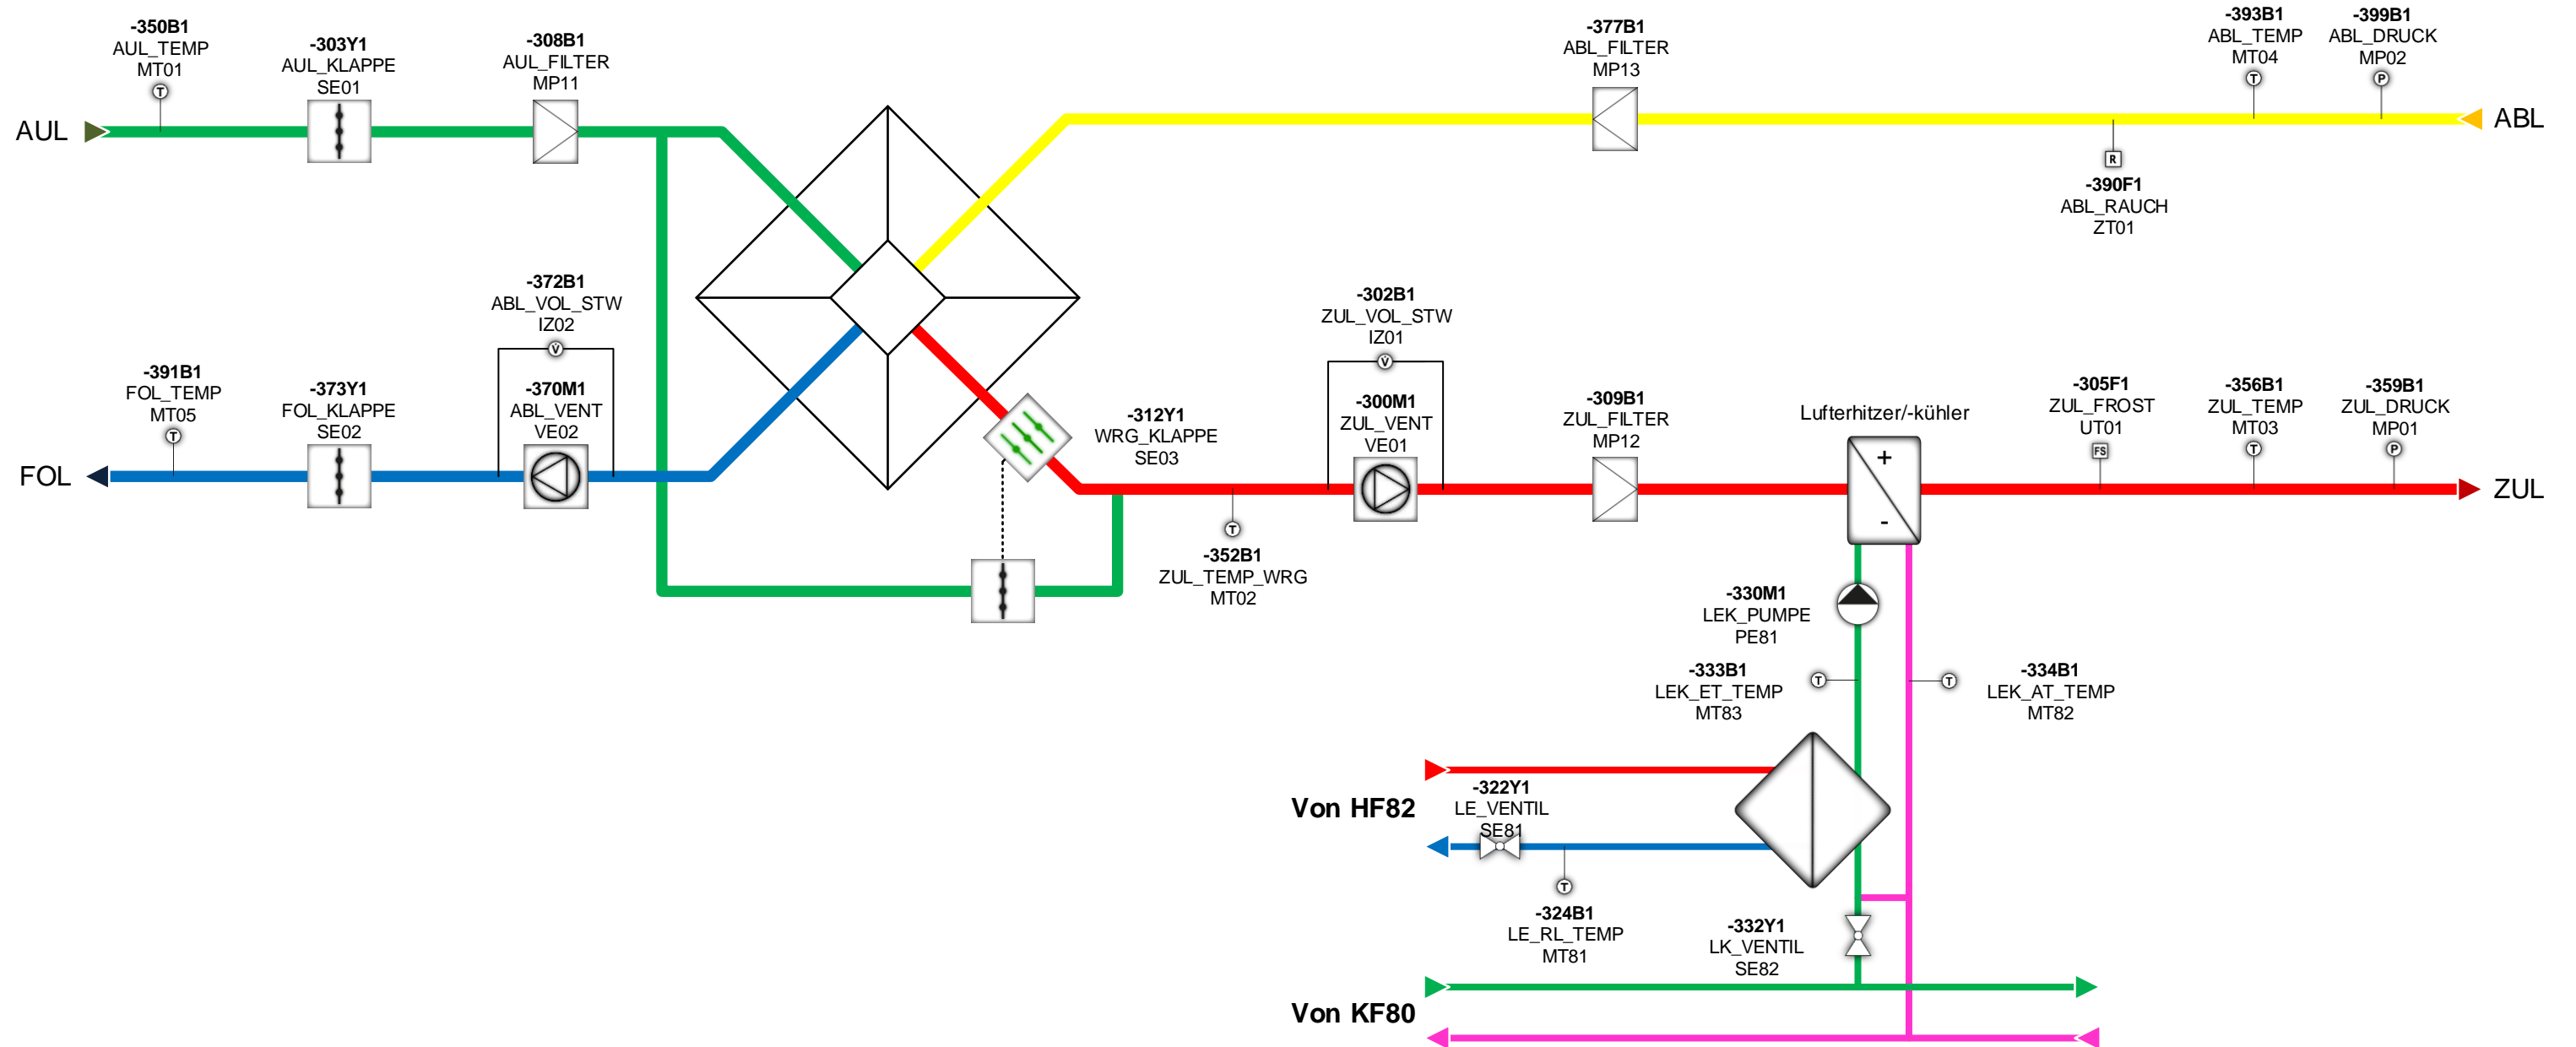 -350B1
AUL_TEMP
MT01
T
-303Y1
AUL_KLAPPE
SE01
-308B1
AUL_FILTER
MP11
-377B1
ABL_FILTER
MP13
-393B1
ABL_TEMP
MT04
T
-399B1
ABL_DRUCK
MP02
P
AUL
ABL
R
-390F1
ABL_RAUCH
ZT01
-372B1
ABL_VOL_STW
IZ02
V̇
-391B1
FOL_TEMP
MT05
T
-373Y1
FOL_KLAPPE
SE02
-370M1
ABL_VENT
VE02
-312Y1
WRG_KLAPPE
SE03
-302B1
ZUL_VOL_STW
IZ01
V̇
-300M1
ZUL_VENT
VE01
-309B1
ZUL_FILTER
MP12
Lufterhitzer/-kühler
+
-
-305F1
ZUL_FROST
UT01
FS
-356B1
ZUL_TEMP
MT03
T
-359B1
ZUL_DRUCK
MP01
P
FOL
ZUL
T
-352B1
ZUL_TEMP_WRG
MT02
-330M1
LEK_PUMPE
PE81
-333B1
LEK_ET_TEMP
MT83
T
T
-334B1
LEK_AT_TEMP
MT82
Von HF82
-322Y1
LE_VENTIL
SE81
T
-324B1
LE_RL_TEMP
MT81
-332Y1
LK_VENTIL
SE82
Von KF80